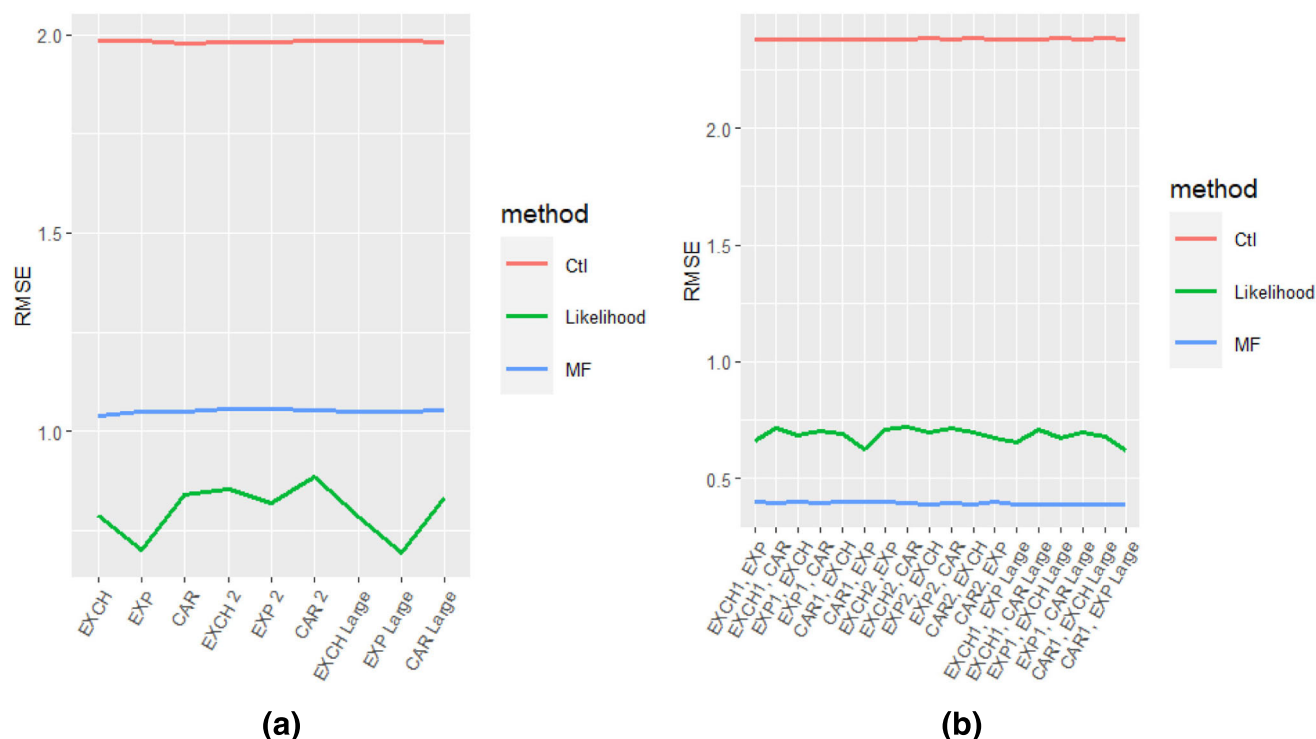 2.0
1.5
1.0
RMSE
EXCH
EXP
CAR
EXCH 2
EXP 2
CAR 2
EXCH Large
EXP Large
CAR Large
method
Ctl
Likelihood
MF
(a)
2.0
1.5
1.0
0.5
RMSE
EXCH1, EXP
EXCH1, CAR
EXP1, EXCH
EXP1, CAR
CAR1, EXCH
CAR1, EXP
EXCH2, EXP
EXCH2, CAR
EXP2, EXCH
EXP2, CAR
CAR2, EXCH
CAR2, EXP
EXCH1, EXP Large
EXCH1, CAR Large
EXP1, EXCH Large
EXP1, CAR Large
CAR1, EXCH Large
CAR1, EXP Large
method
Ctl
Likelihood
MF
(b)